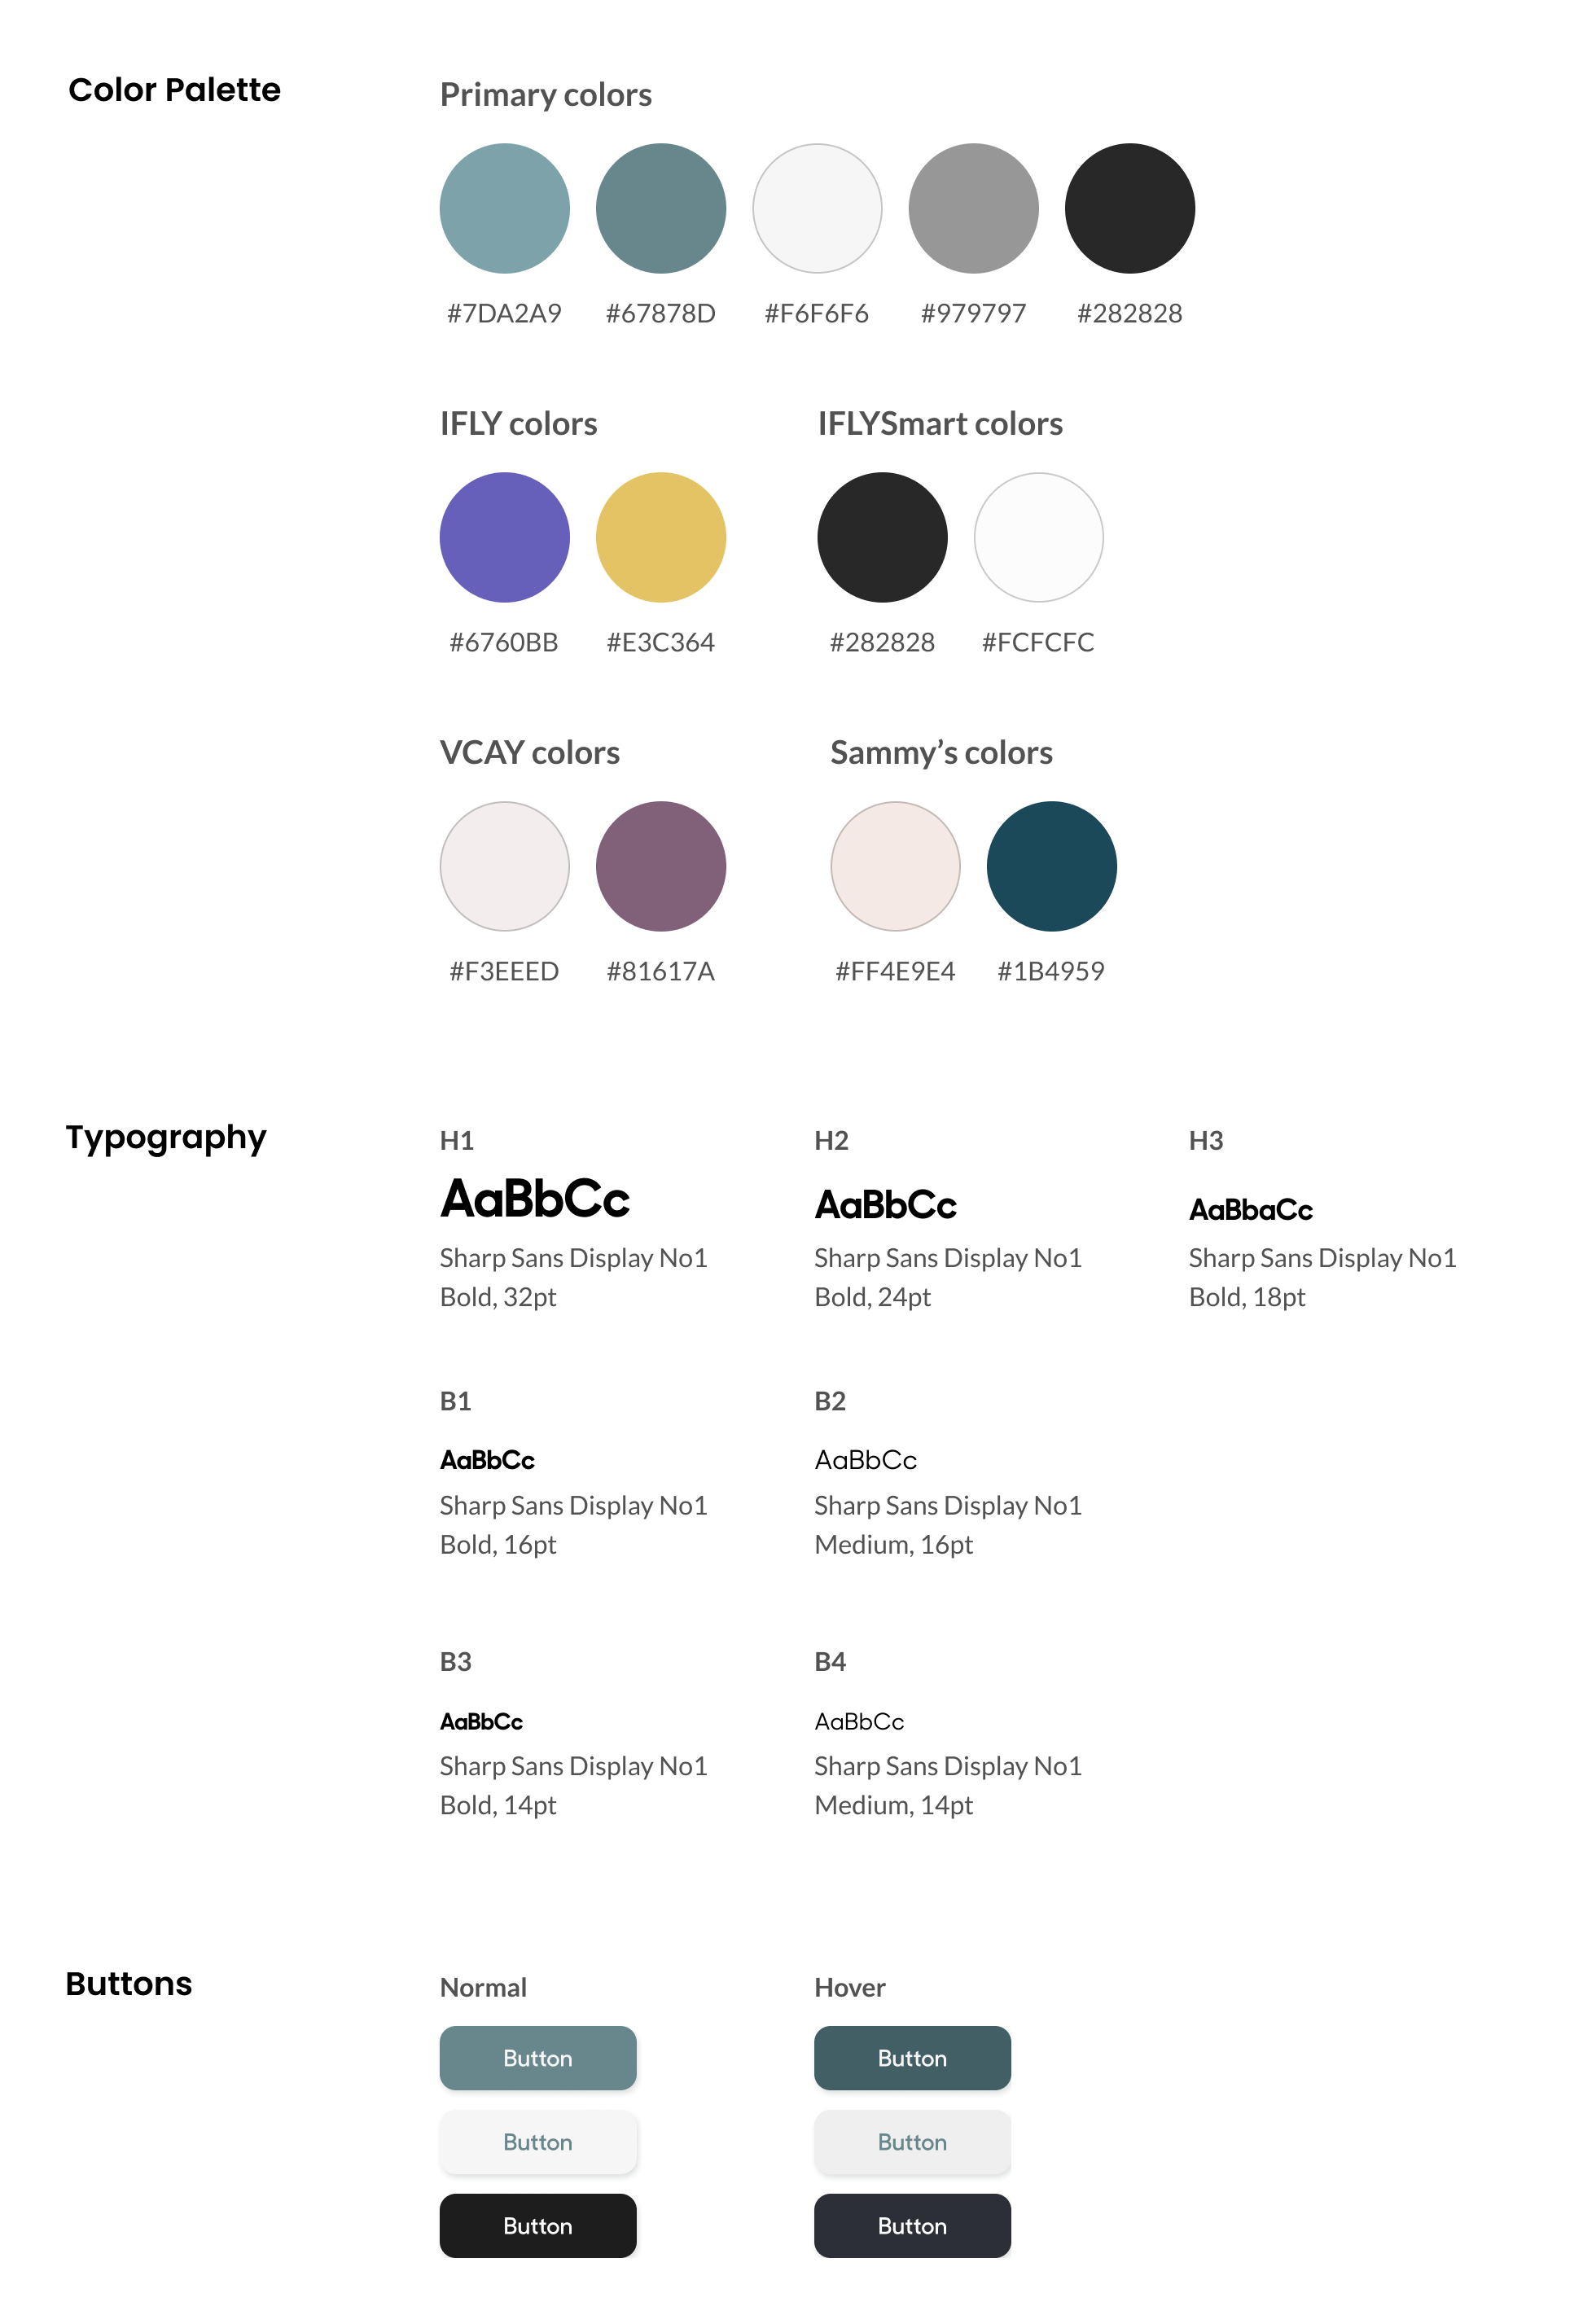 Color Palette
Primary colors
#7DA2A9 #67878D #F6F6F6 #979797 #282828
IFLY colors IFLYSmart colors
#6760BB #E3C364 #282828 #FCFCFC
VCAY colors Sammy’s colors
#F3EEED #81617A #FF4E9E4 #1B4959
Typography
H1 H2 H3
AaBbCc AaBbCc AaBbaCc
Sharp Sans Display No1 Sharp Sans Display No1 Sharp Sans Display No1
Bold, 32pt Bold, 24pt Bold, 18pt
B1 B2
AaBbCc AaBbCc
Sharp Sans Display No1 Sharp Sans Display No1
Bold, 16pt Medium, 16pt
B3 B4
AaBbCc AaBbCc
Sharp Sans Display No1 Sharp Sans Display No1
Bold, 14pt Medium, 14pt
Buttons
Normal Hover
Button Button
Button Button
Button Button